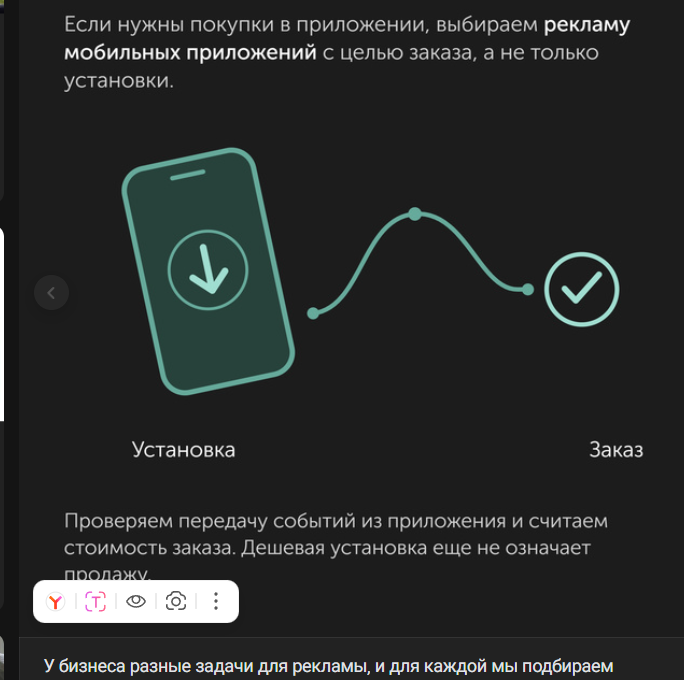 Если нужны покупки в приложении, выбираем рекламу
мобильных приложений с целью заказа, а не только
установки.
Установка
Заказ
Проверяем передачу событий из приложения и считаем
стоимость заказа. Дешевая установка еще не означает
продажу.
У бизнеса разные задачи для рекламы, и для каждой мы подбираем